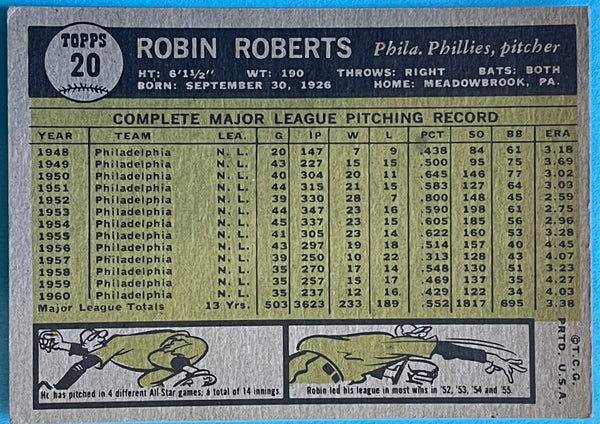 TOPPS
20
ROBIN ROBERTS Phila. Phillies, pitcher
HT: 6'1½" WT: 190 THROWS: RIGHT BATS: BOTH
BORN: SEPTEMBER 30, 1926 HOME: MEADOWBROOK, PA.
COMPLETE MAJOR LEAGUE PITCHING RECORD
YEAR TEAM LEA. G IP W L PCT SO BB ERA
1948 Philadelphia N. L. 20 147 7 9 .438 84 61 3.18
1949 Philadelphia N. L. 43 227 15 15 .500 95 75 3.69
1950 Philadelphia N. L. 40 304 20 11 .645 146 77 3.02
1951 Philadelphia N. L. 44 315 21 15 .583 127 64 3.03
1952 Philadelphia N. L. 39 330 28 7 .800 148 45 2.59
1953 Philadelphia N. L. 44 347 23 16 .590 198 61 2.75
1954 Philadelphia N. L. 45 337 23 15 .605 185 56 2.96
1955 Philadelphia N. L. 41 305 23 14 .622 160 53 3.28
1956 Philadelphia N. L. 43 297 19 18 .514 157 40 4.45
1957 Philadelphia N. L. 39 250 10 22 .313 128 43 4.07
1958 Philadelphia N. L. 35 270 17 14 .548 130 51 3.23
1959 Philadelphia N. L. 35 257 15 17 .469 137 35 4.27
1960 Philadelphia N. L. 35 237 12 16 .429 122 34 4.03
Major League Totals 13 Yrs. 503 3623 233 189 .552 1817 695 3.38
He has pitched in 4 different All-Star games; a total of 14 innings.
Robin led his league in most wins in '52, '53, '54 and '55.
©T.C.G.
PRTD. U.S.A.